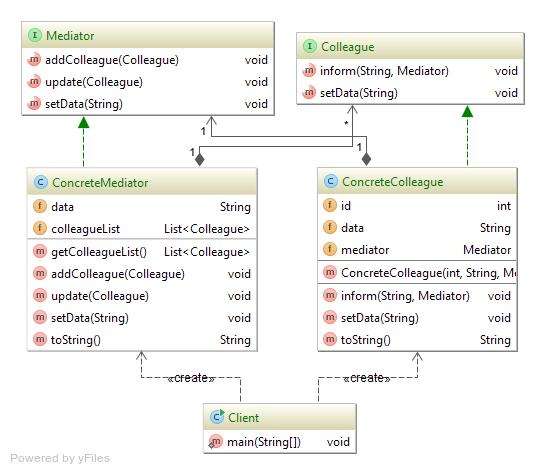 Mediator
addColleague(Colleague) void
update(Colleague) void
setData(String) void
Colleague
inform(String, Mediator) void
setData(String) void
1 *
1 1
ConcreteMediator
data String
colleagueList List<Colleague>
getColleagueList() List<Colleague>
addColleague(Colleague) void
update(Colleague) void
setData(String) void
toString() String
ConcreteColleague
id int
data String
mediator Mediator
ConcreteColleague(int, String, Me
inform(String, Mediator) void
setData(String) void
toString() String
«create» «create»
Client
main(String[]) void
Powered by yFiles